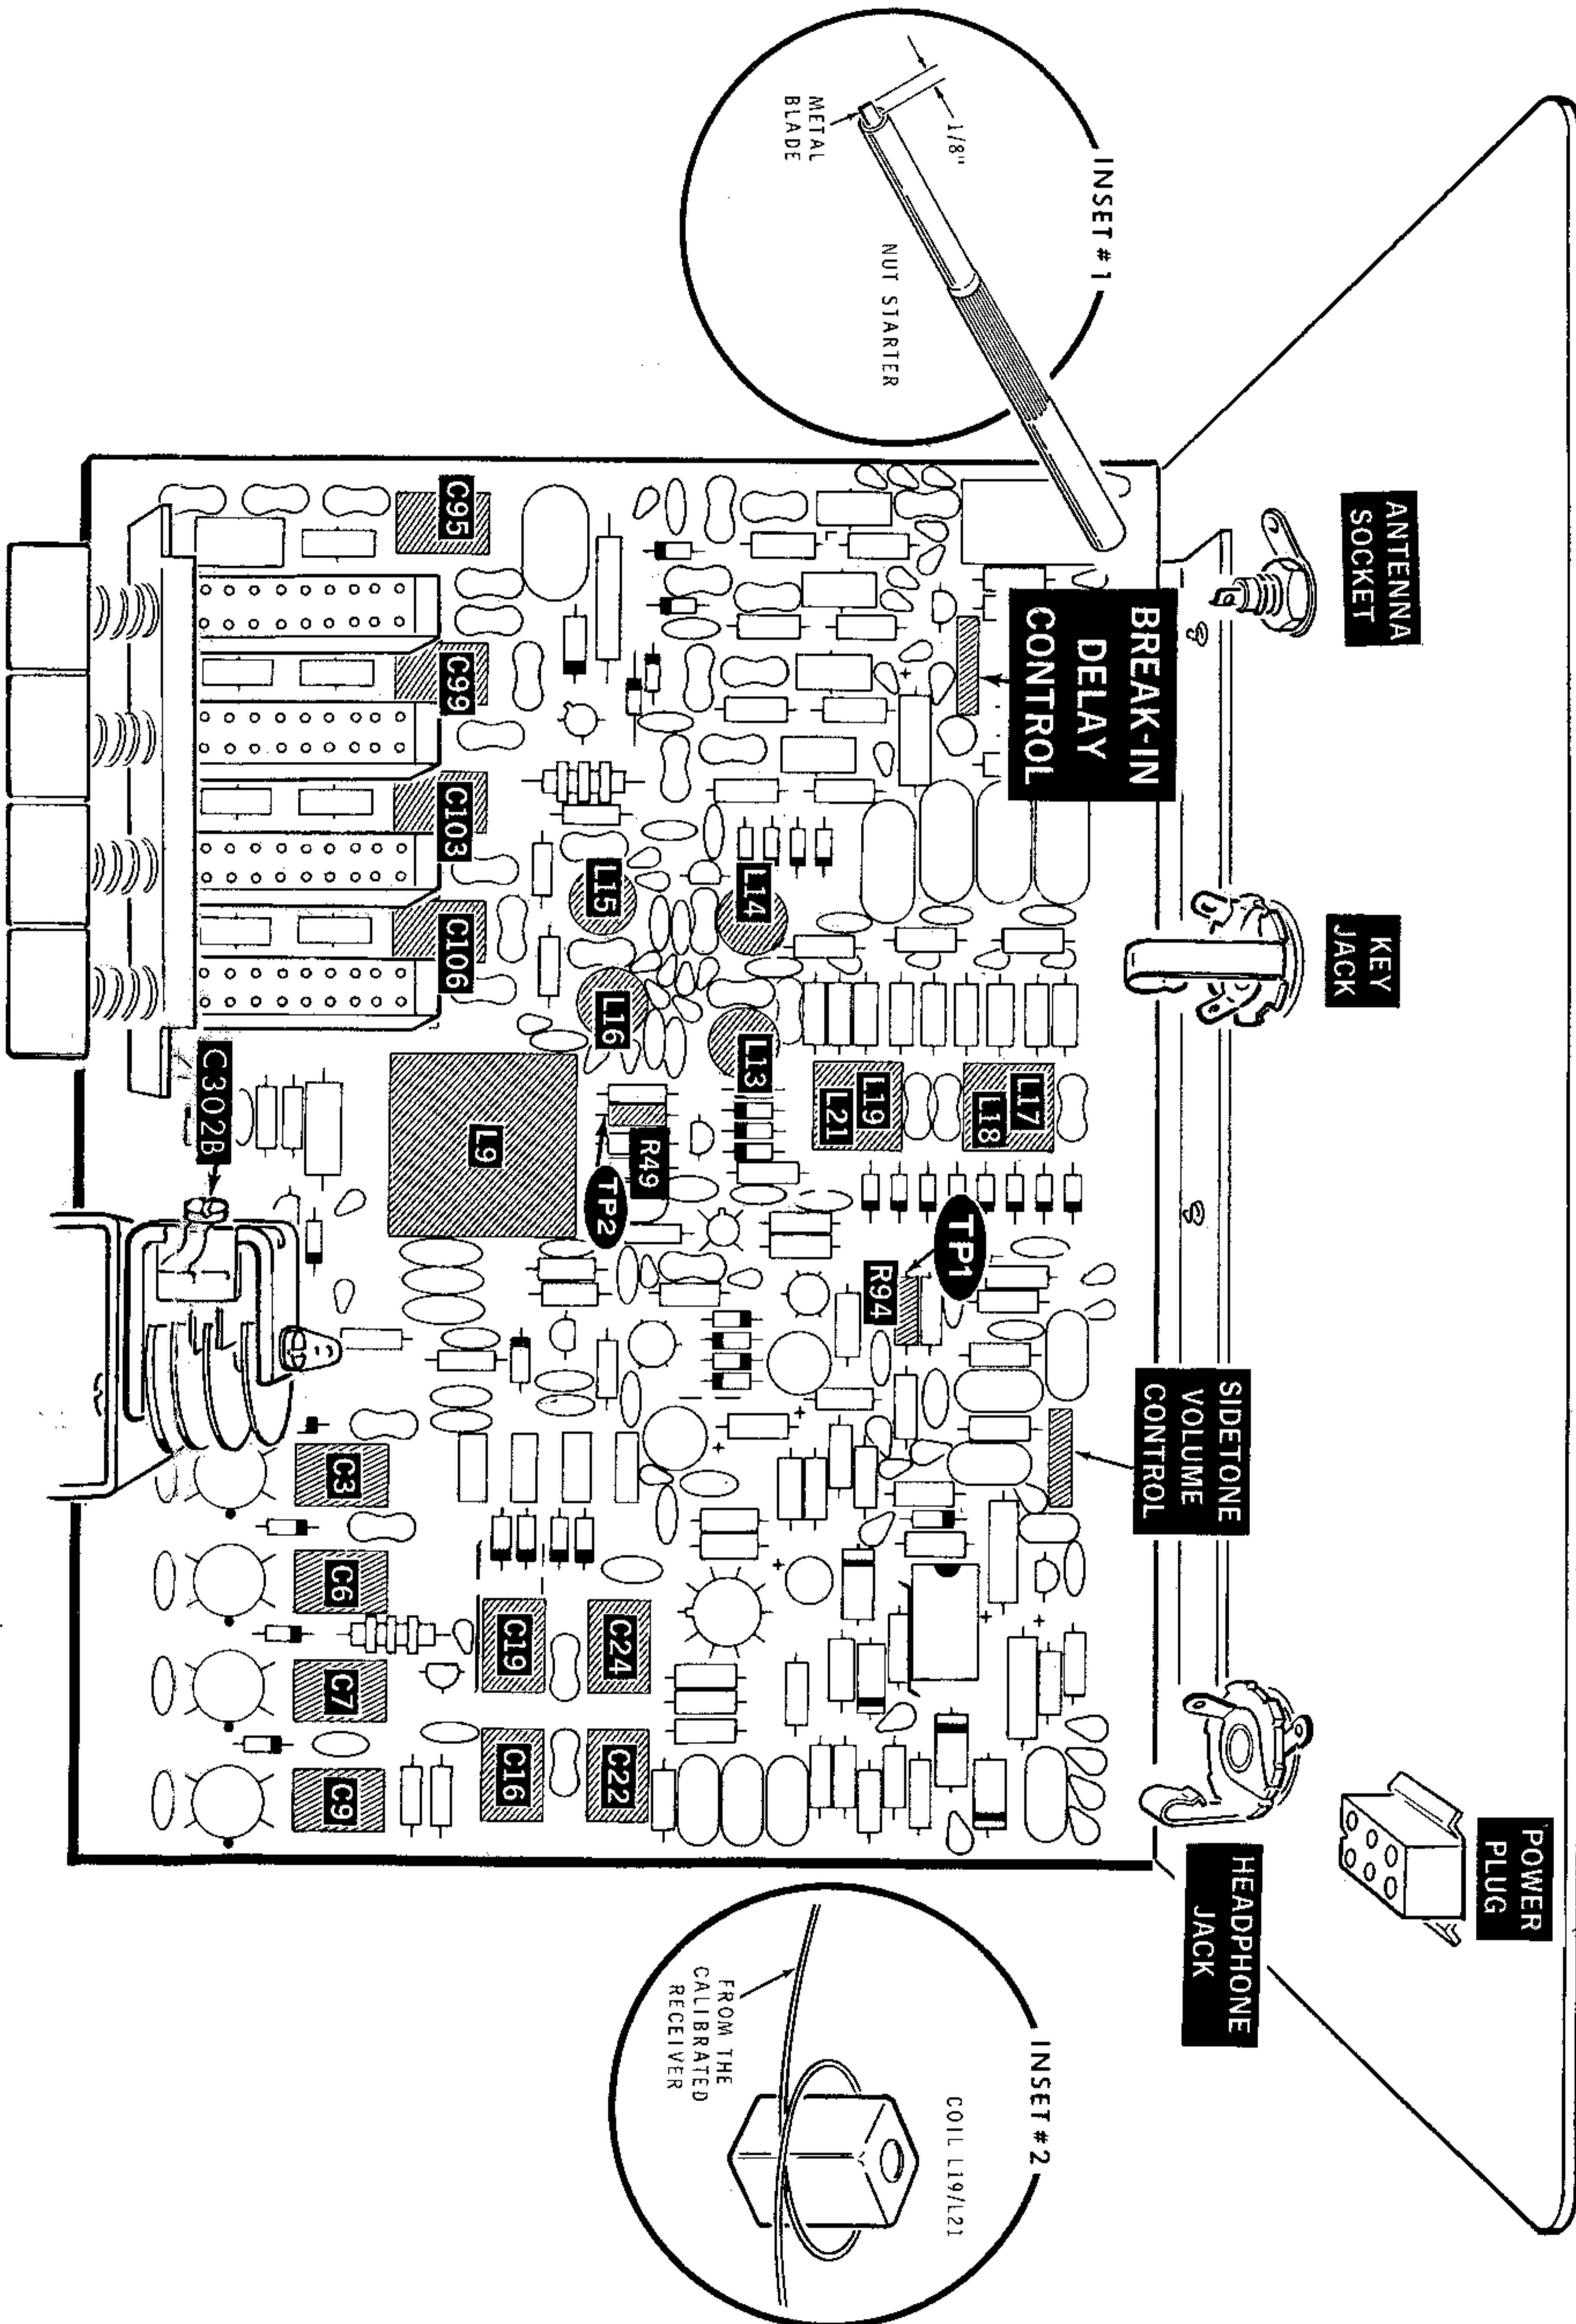 INSET #1
1/8"
METAL
BLADE
NUT STARTER
ANTENNA
SOCKET
KEY
JACK
POWER
PLUG
HEADPHONE
JACK
BREAK-IN
DELAY
CONTROL
SIDETONE
VOLUME
CONTROL
L17
L18
TP1
R94
L19
L21
L14
L13
L15
L16
R49
TP2
L9
C95
C99
C103
C106
C302B
C24
C22
C19
C16
C3
C6
C7
C9
INSET #2
COIL L19/L21
FROM THE
CALIBRATED
RECEIVER